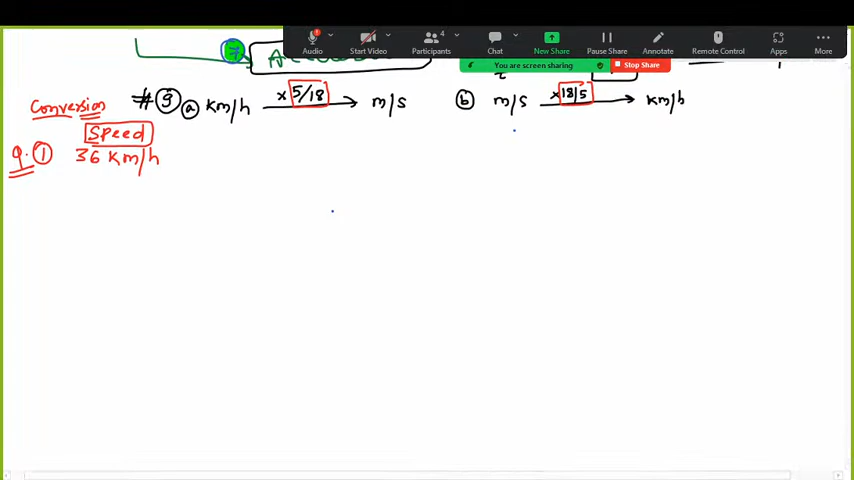 Audio Start Video Participants 4 Chat New Share Pause Share Annotate Remote Control Apps More
You are screen sharing Stop Share
Conversion # 3 a km/h × 5/18 m/s b m/s × 18/5 km/h
Speed
Q. 1 36 km/h